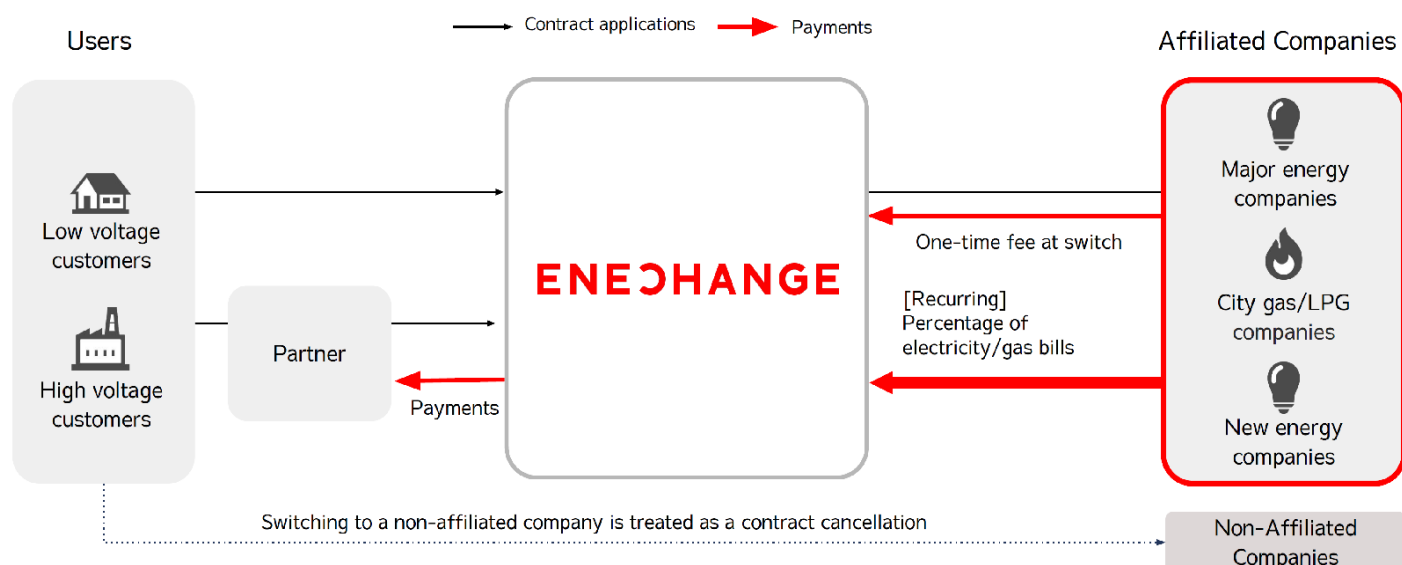 Contract applications
Payments
Users
Affiliated Companies
Low voltage
customers
High voltage
customers
Partner
Payments
ENECHANGE
One-time fee at switch
[Recurring]
Percentage of
electricity/gas bills
Major energy
companies
City gas/LPG
companies
New energy
companies
Switching to a non-affiliated company is treated as a contract cancellation
Non-Affiliated
Companies